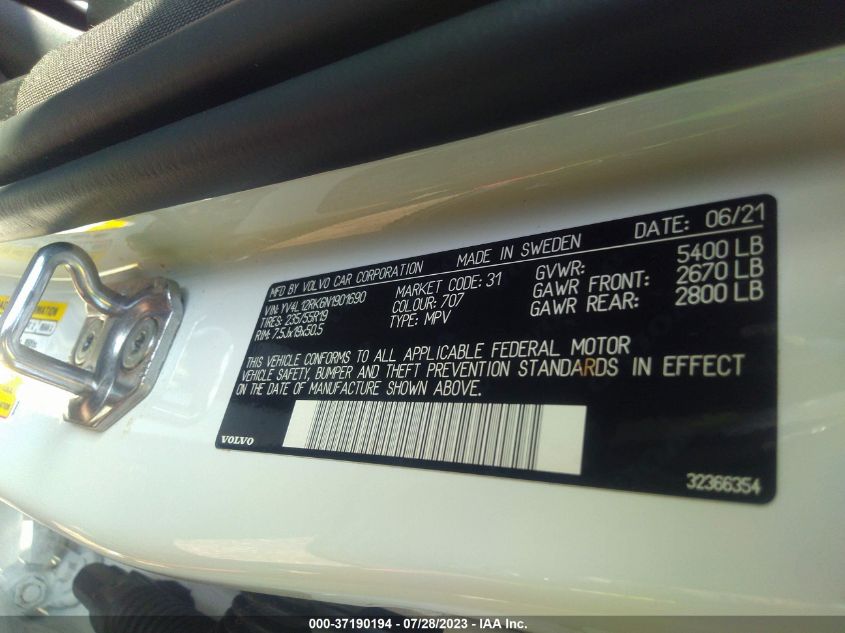 MFD BY VOLVO CAR CORPORATION MADE IN SWEDEN DATE: 06/21
VIN: YV4L12RK6N1901690 MARKET CODE: 31 GVWR: 5400 LB
TIRES: 235/55R19 COLOUR: 707 GAWR FRONT: 2670 LB
RIM: 7.5Jx19x50.5 TYPE: MPV GAWR REAR: 2800 LB
THIS VEHICLE CONFORMS TO ALL APPLICABLE FEDERAL MOTOR
VEHICLE SAFETY, BUMPER AND THEFT PREVENTION STANDARDS IN EFFECT
ON THE DATE OF MANUFACTURE SHOWN ABOVE.
VOLVO
32366354
000-37190194 - 07/28/2023 - IAA Inc.